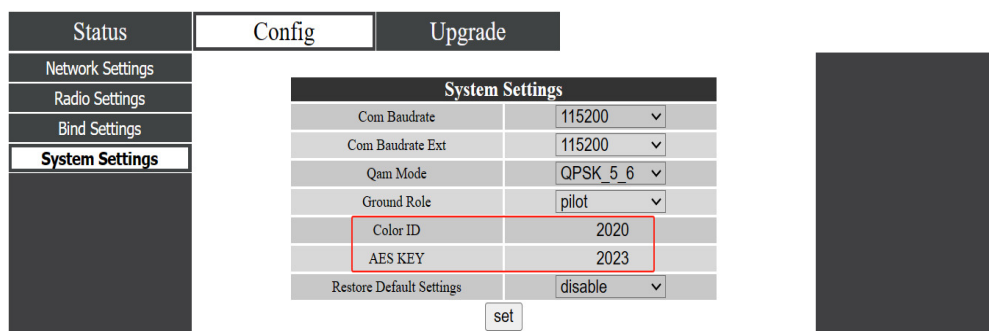 Status Config Upgrade
Network Settings
Radio Settings
Bind Settings
System Settings
System Settings
Com Baudrate 115200
Com Baudrate Ext 115200
Qam Mode QPSK_5_6
Ground Role pilot
Color ID 2020
AES KEY 2023
Restore Default Settings disable
set